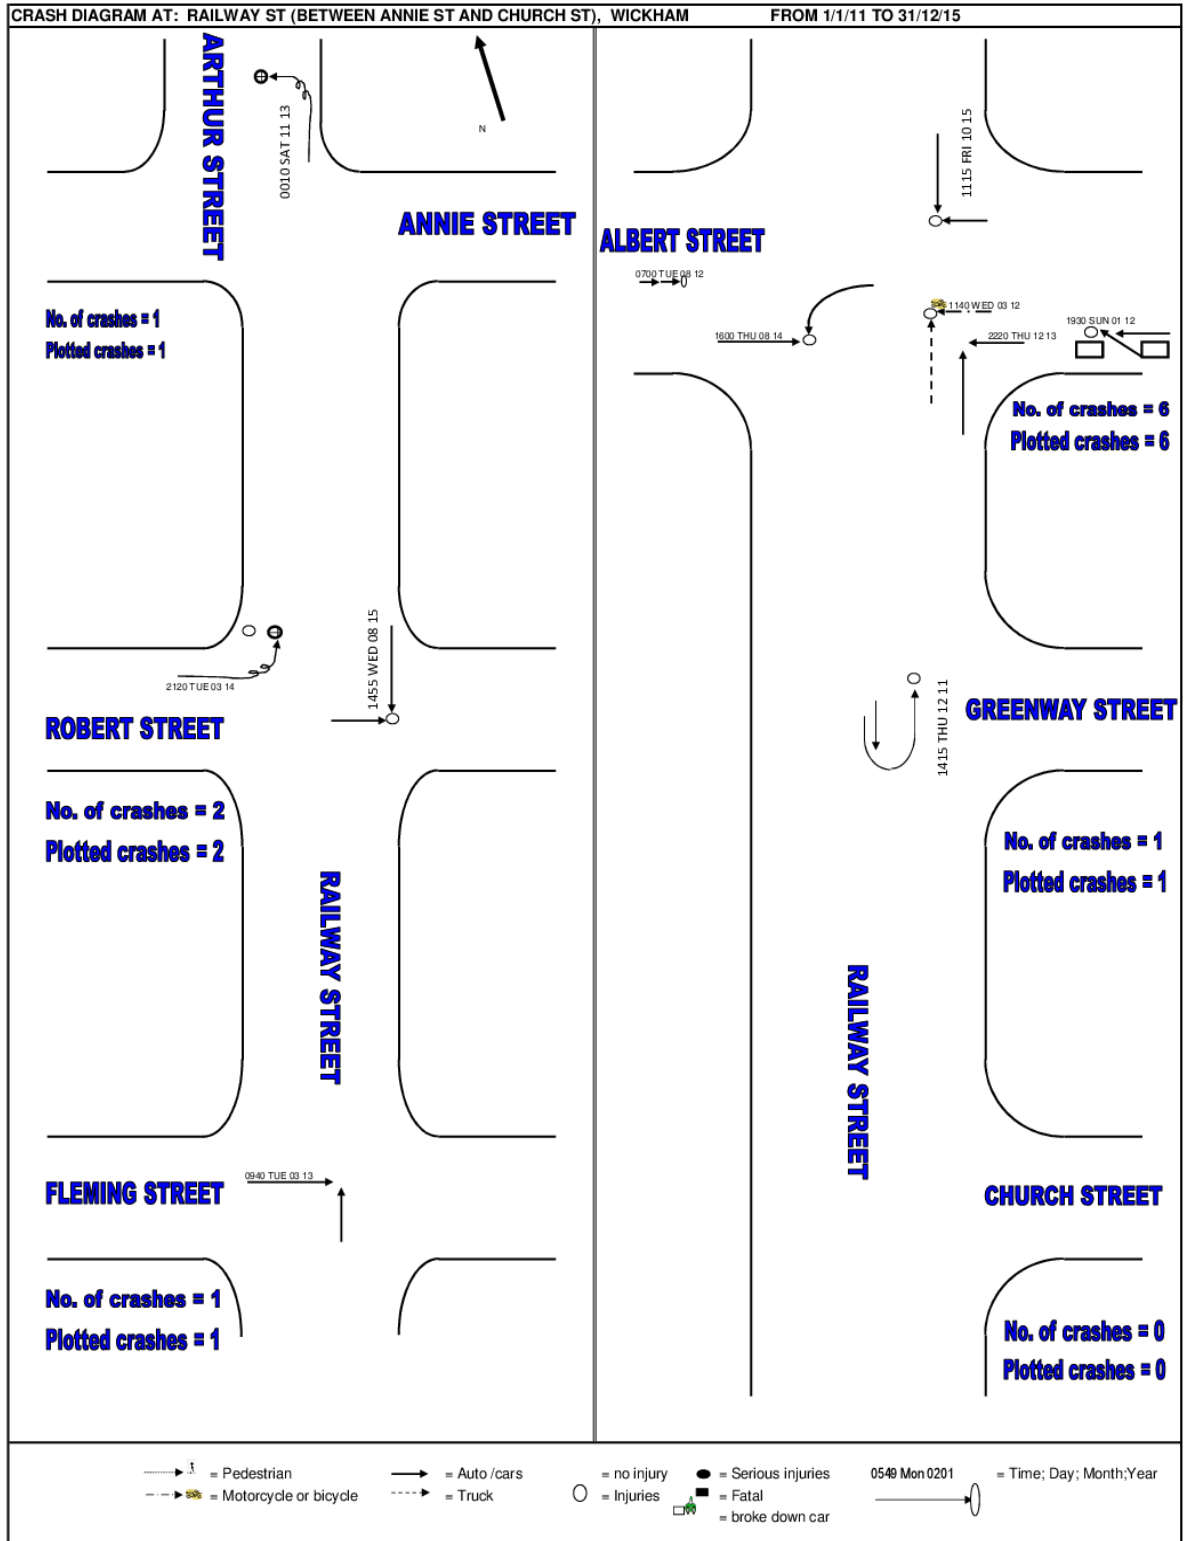 CRASH DIAGRAM AT: RAILWAY ST (BETWEEN ANNIE ST AND CHURCH ST), WICKHAM FROM 1/1/11 TO 31/12/15
ARTHUR STREET
0010 SAT 11 13
N
ANNIE STREET
No. of crashes = 1
Plotted crashes = 1
2120 TUE 03 14
1455 WED 08 15
ROBERT STREET
No. of crashes = 2
Plotted crashes = 2
RAILWAY STREET
0940 TUE 03 13
FLEMING STREET
No. of crashes = 1
Plotted crashes = 1
1115 FRI 10 15
ALBERT STREET
0700 TUE 08 12
1140 WED 03 12
1930 SUN 01 12
1600 THU 08 14
2220 THU 12 13
No. of crashes = 6
Plotted crashes = 6
1415 THU 12 11
GREENWAY STREET
No. of crashes = 1
Plotted crashes = 1
RAILWAY STREET
CHURCH STREET
No. of crashes = 0
Plotted crashes = 0
= Pedestrian = Auto /cars = no injury = Serious injuries 0549 Mon 0201 = Time; Day; Month;Year
= Motorcycle or bicycle = Truck = Injuries = Fatal
= broke down car